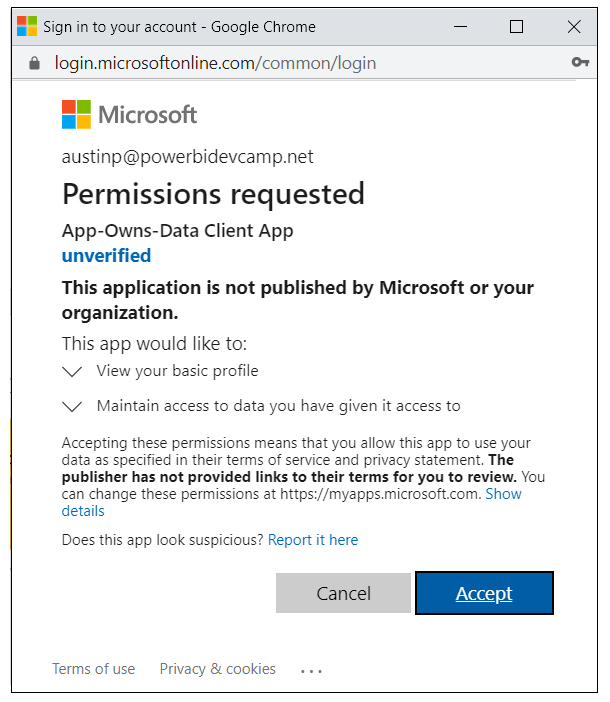 Sign in to your account - Google Chrome
login.microsoftonline.com/common/login
Microsoft
austinp@powerbidevcamp.net
Permissions requested
App-Owns-Data Client App
unverified
This application is not published by Microsoft or your
organization.
This app would like to:
View your basic profile
Maintain access to data you have given it access to
Accepting these permissions means that you allow this app to use your
data as specified in their terms of service and privacy statement. The
publisher has not provided links to their terms for you to review. You
can change these permissions at https://myapps.microsoft.com. Show
details
Does this app look suspicious? Report it here
Cancel Accept
Terms of use Privacy & cookies ...